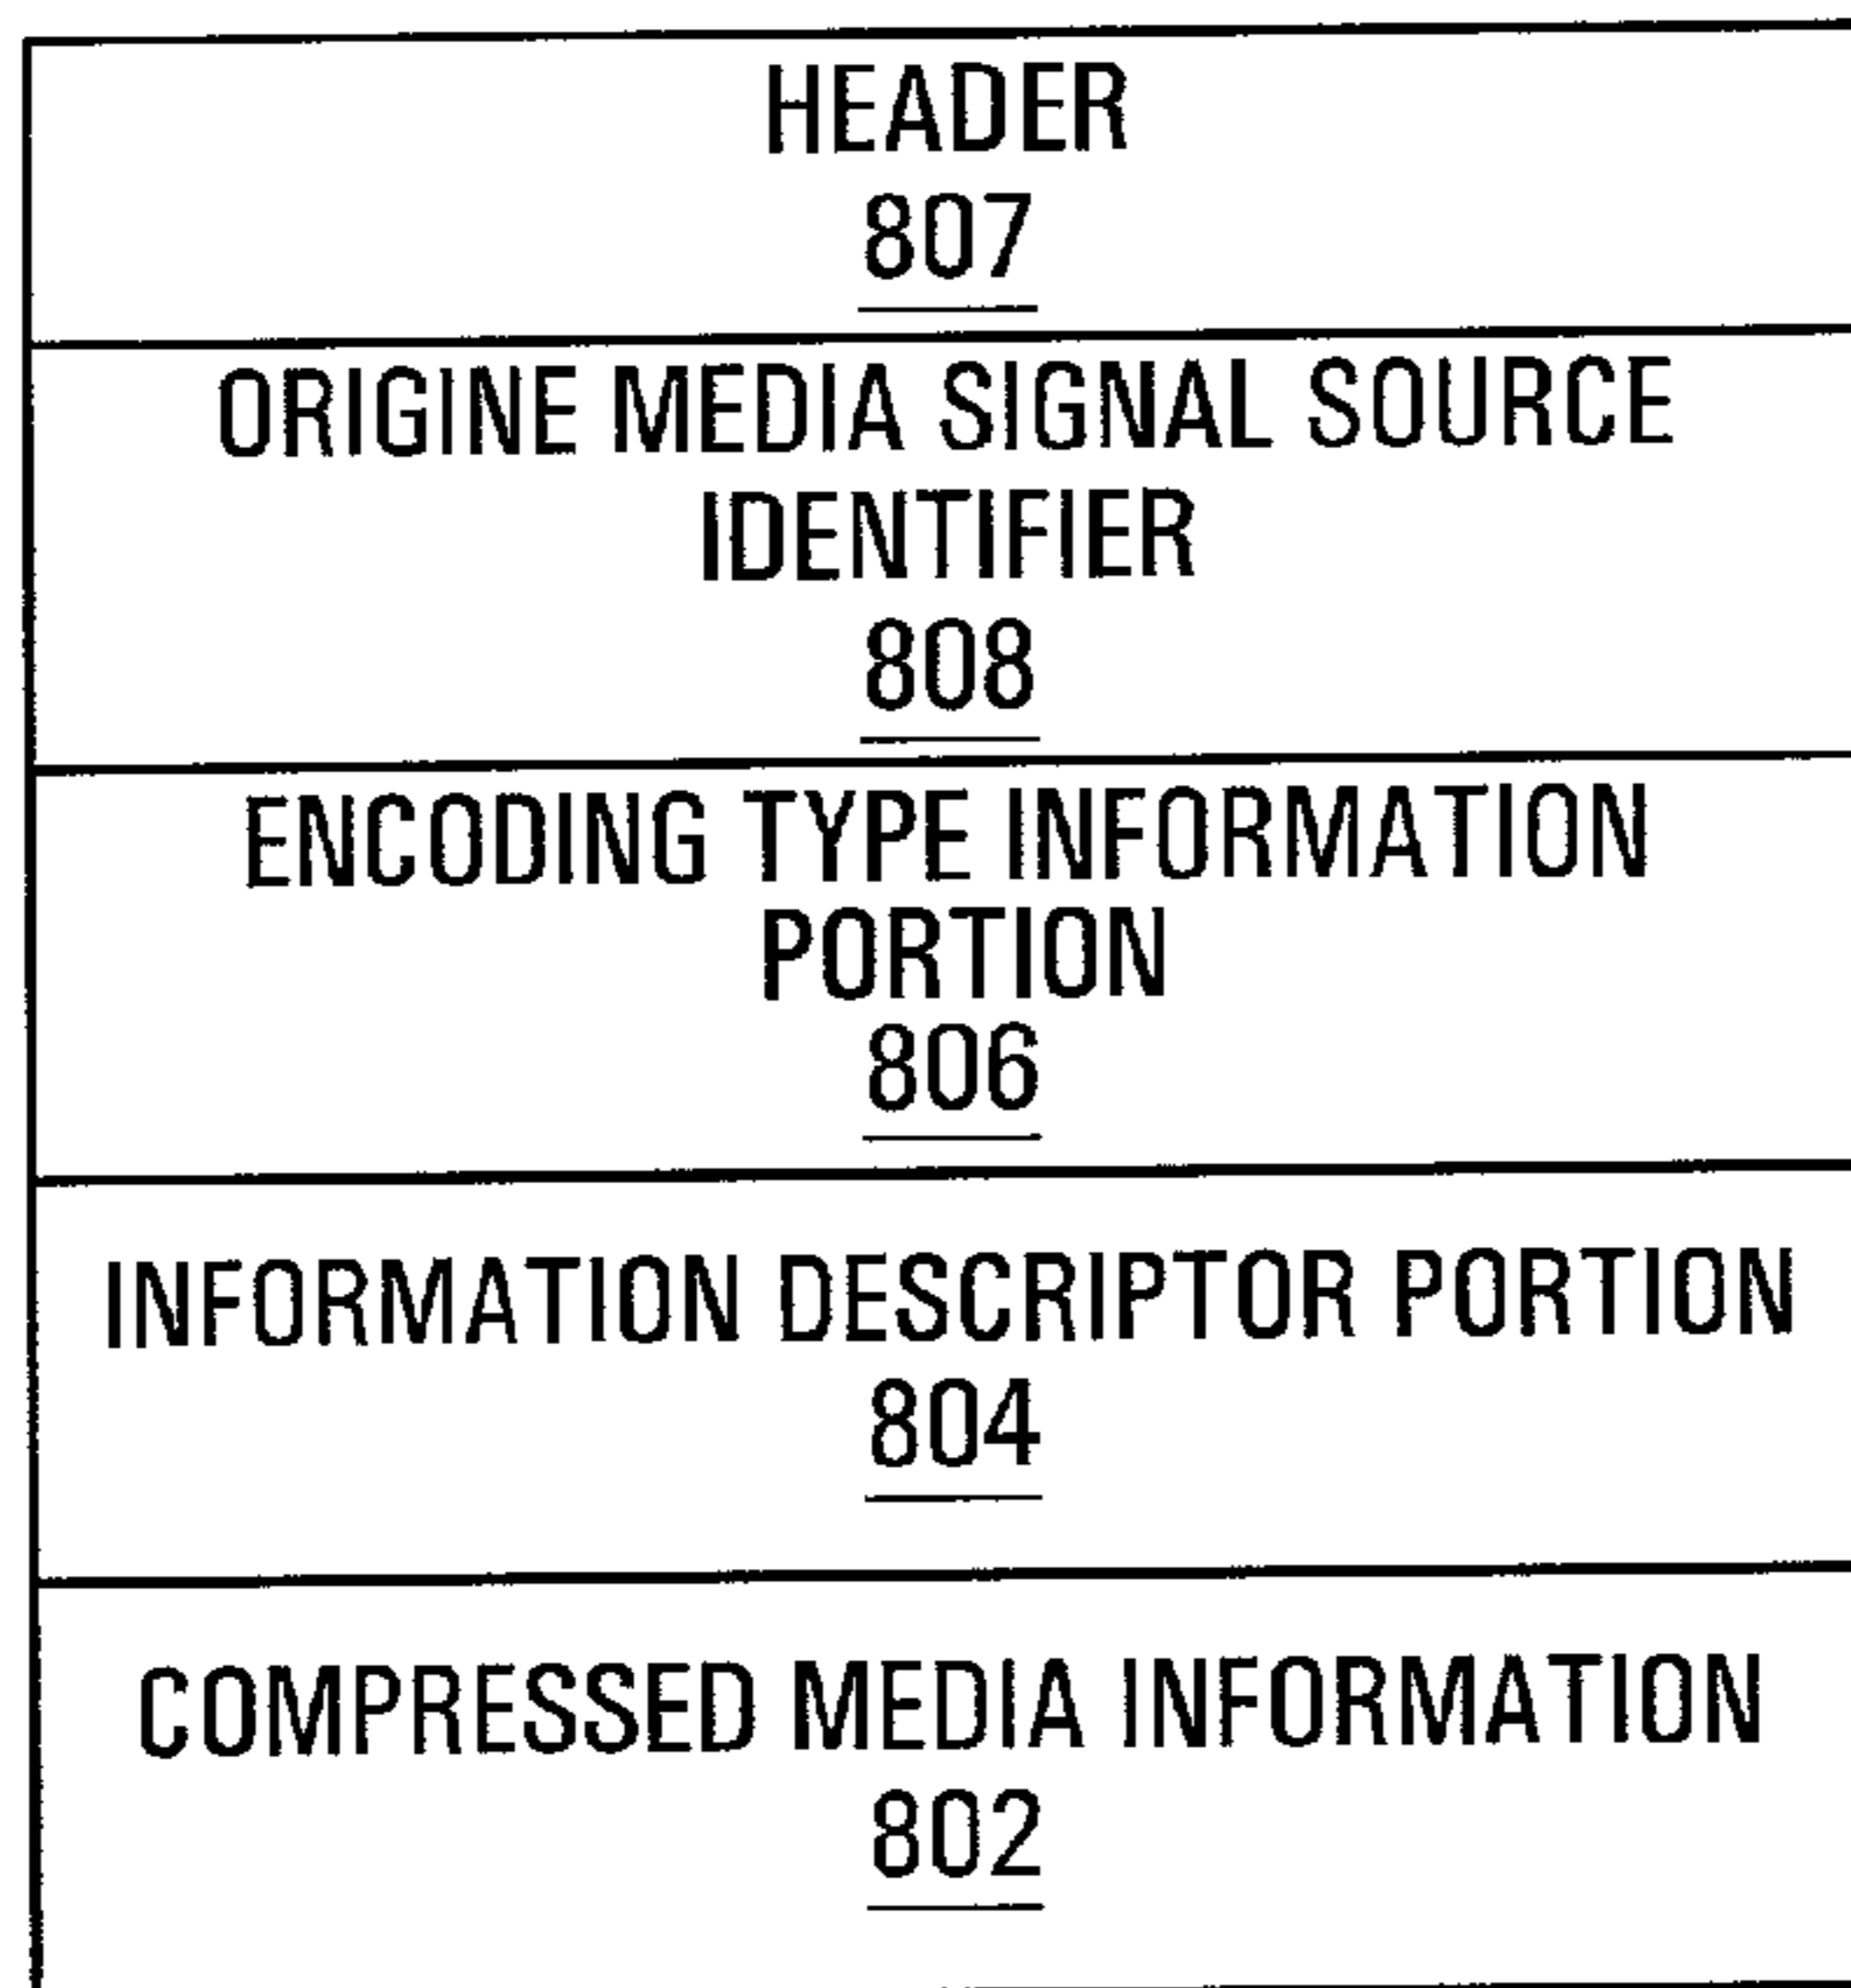 HEADER
807
ORIGINE MEDIA SIGNAL SOURCE
IDENTIFIER
808
ENCODING TYPE INFORMATION
PORTION
806
INFORMATION DESCRIPTOR PORTION
804
COMPRESSED MEDIA INFORMATION
802